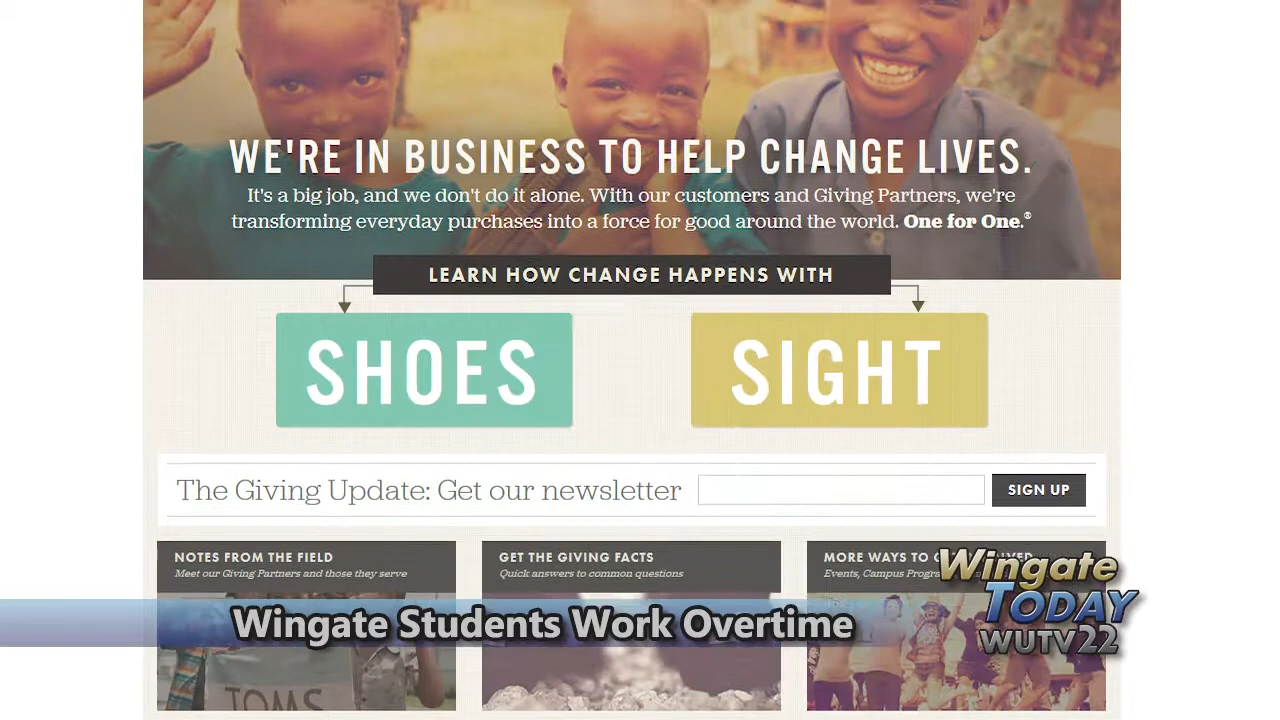 WE'RE IN BUSINESS TO HELP CHANGE LIVES.
It's a big job, and we don't do it alone. With our customers and Giving Partners, we're
transforming everyday purchases into a force for good around the world. One for One.®
LEARN HOW CHANGE HAPPENS WITH
SHOES
SIGHT
The Giving Update: Get our newsletter
SIGN UP
NOTES FROM THE FIELD
Meet our Giving Partners and those they serve
GET THE GIVING FACTS
Quick answers to common questions
MORE WAYS TO
Events, Campus
Wingate
TODAY
WUTV22
Wingate Students Work Overtime
TOMS